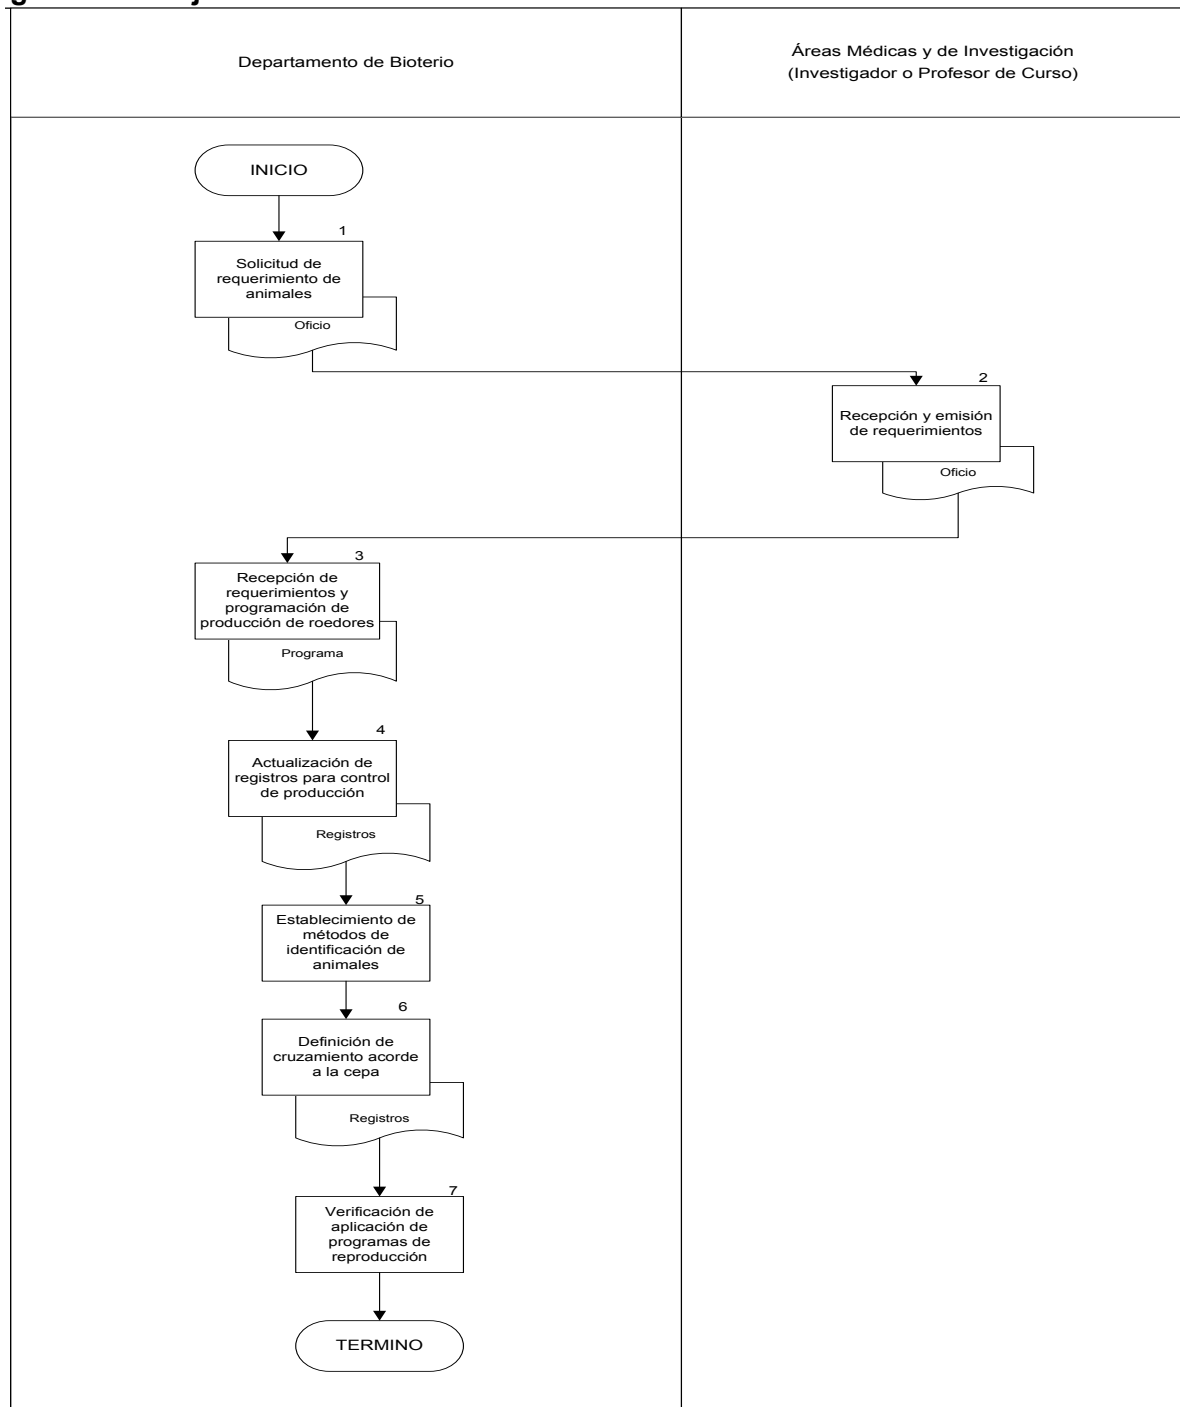 Departamento de Bioterio
Áreas Médicas y de Investigación
(Investigador o Profesor de Curso)
INICIO
1
Solicitud de
requerimiento de
animales
Oficio
2
Recepción y emisión
de requerimientos
Oficio
3
Recepción de
requerimientos y
programación de
producción de roedores
Programa
4
Actualización de
registros para control
de producción
Registros
5
Establecimiento de
métodos de
identificación de
animales
6
Definición de
cruzamiento acorde
a la cepa
Registros
7
Verificación de
aplicación de
programas de
reproducción
TERMINO